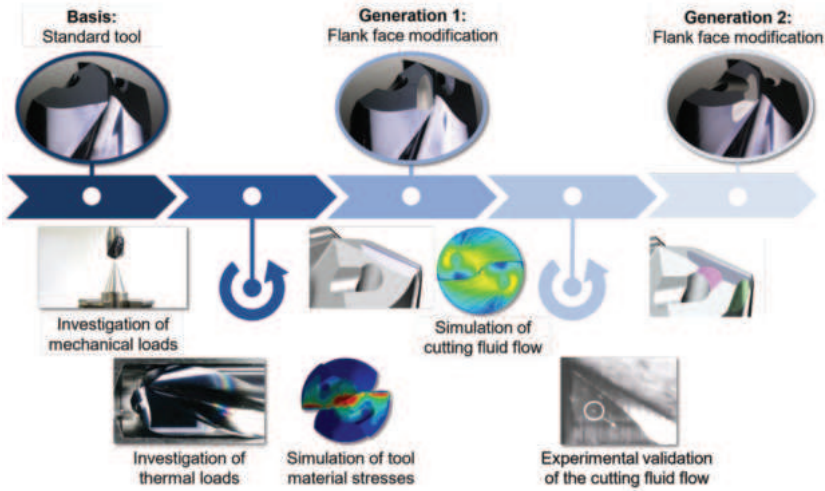 Basis:
Standard tool
Generation 1:
Flank face modification
Generation 2:
Flank face modification
Investigation of
mechanical loads
Simulation of
cutting fluid flow
Investigation of
thermal loads
Simulation of tool
material stresses
Experimental validation
of the cutting fluid flow